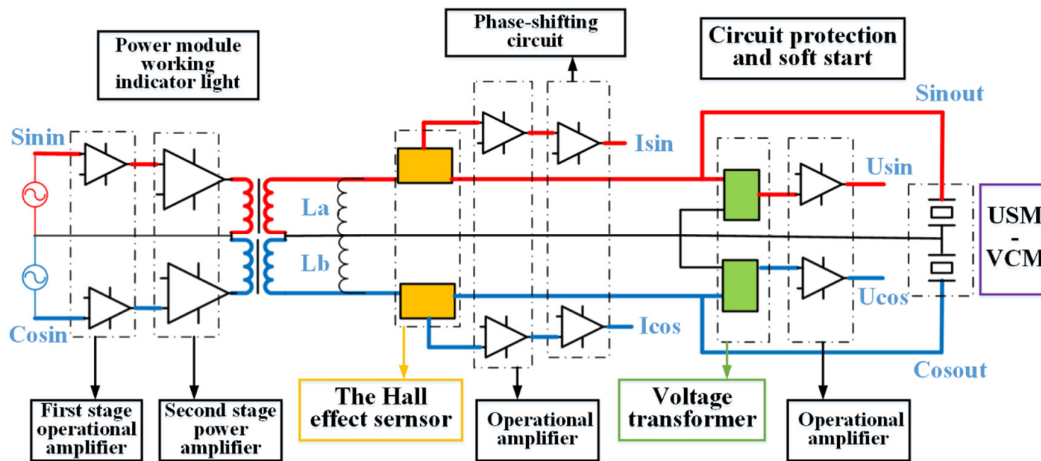 Phase-shifting
circuit
Power module
working
indicator light
Circuit protection
and soft start
Sinin
Sinout
Isin
Usin
La
USM
-
VCM
Lb
Ucos
Cosin
Icos
Cosout
First stage
operational
amplifier
Second stage
power
amplifier
The Hall
effect sernsor
Operational
amplifier
Voltage
transformer
Operational
amplifier